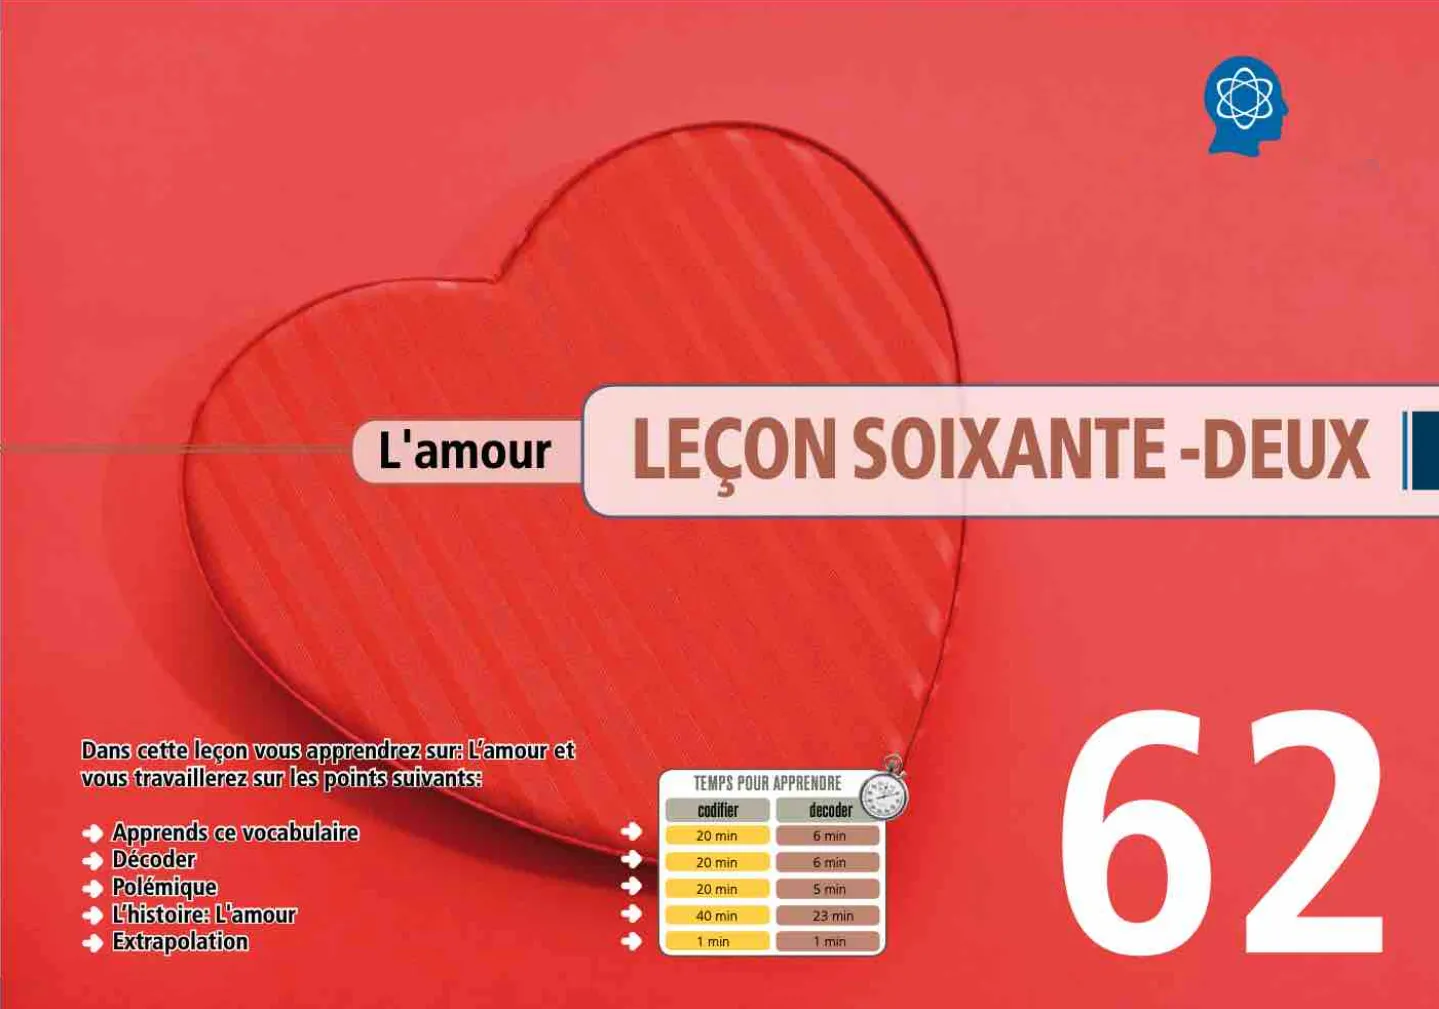 L'amour
LEÇON SOIXANTE -DEUX
Dans cette leçon vous apprendrez sur: L'amour et
vous travaillerez sur les points suivants:
Apprends ce vocabulaire
Décoder
Polémique
L'histoire: L'amour
Extrapolation
TEMPS POUR APPRENDRE
codifier decoder
20 min 6 min
20 min 6 min
20 min 5 min
40 min 23 min
1 min 1 min
62